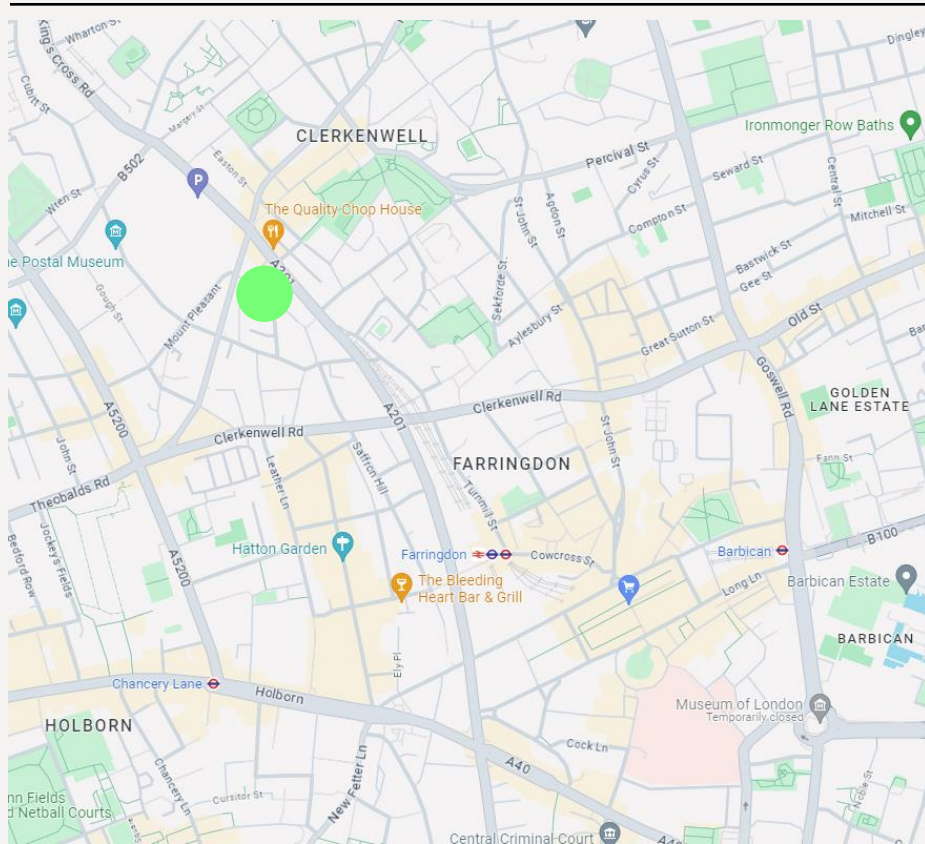 King's Cross Rd
Wharton St
Dingley
Cubitt St
Margery St
CLERKENWELL
Ironmonger Row Baths
B502
Easton St
Percival St
Cyrus St
Seward St
Central St
Wren St
P
St John St
Agdon St
Mitchell St
The Quality Chop House
Compton St
e Postal Museum
Bastwick St
A201
Gee St
Gough St
Sekforde St
Mount Pleasant
Aylesbury St
Old St
Great Sutton St
Goswell Rd
GOLDEN
LANE ESTATE
A5200
Clerkenwell Rd
A201
Clerkenwell Rd
St John St
John St
Saffron Hill
Leather Ln
FARRINGDON
Fann St
Theobalds Rd
Turnmill St
Jockey's Fields
Bedford Row
Hatton Garden
Farringdon
Cowcross St
Barbican
B100
A5200
The Bleeding
Heart Bar & Grill
Long Ln
Barbican Estate
BARBICAN
Ely Pl
Chancery Lane
Holborn
HOLBORN
Museum of London
Temporarily closed
Cock Ln
New Fetter Ln
A40
Chancery Ln
Cursitor St
Noble St
nn Fields
d Netball Courts
Central Criminal Court